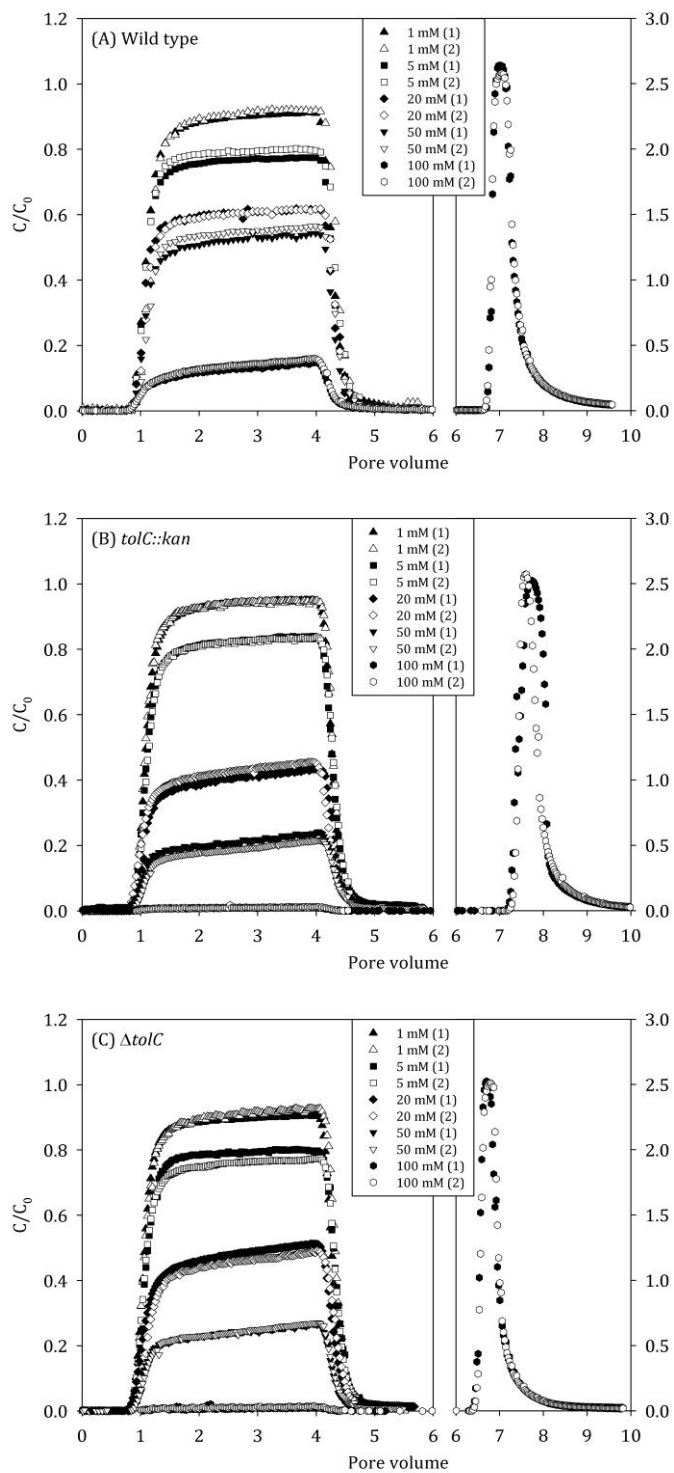 (A) Wild type
1 mM (1)
1 mM (2)
5 mM (1)
5 mM (2)
20 mM (1)
20 mM (2)
50 mM (1)
50 mM (2)
100 mM (1)
100 mM (2)
C/C0
1.2
1.0
0.8
0.6
0.4
0.2
0.0
3.0
2.5
2.0
1.5
1.0
0.5
0.0
0 1 2 3 4 5 6 6 7 8 9 10
Pore volume Pore volume
(B) tolC::kan
1 mM (1)
1 mM (2)
5 mM (1)
5 mM (2)
20 mM (1)
20 mM (2)
50 mM (1)
50 mM (2)
100 mM (1)
100 mM (2)
C/C0
1.2
1.0
0.8
0.6
0.4
0.2
0.0
3.0
2.5
2.0
1.5
1.0
0.5
0.0
0 1 2 3 4 5 6 6 7 8 9 10
Pore volume Pore volume
(C) ΔtolC
1 mM (1)
1 mM (2)
5 mM (1)
5 mM (2)
20 mM (1)
20 mM (2)
50 mM (1)
50 mM (2)
100 mM (1)
100 mM (2)
C/C0
1.2
1.0
0.8
0.6
0.4
0.2
0.0
3.0
2.5
2.0
1.5
1.0
0.5
0.0
0 1 2 3 4 5 6 6 7 8 9 10
Pore volume Pore volume